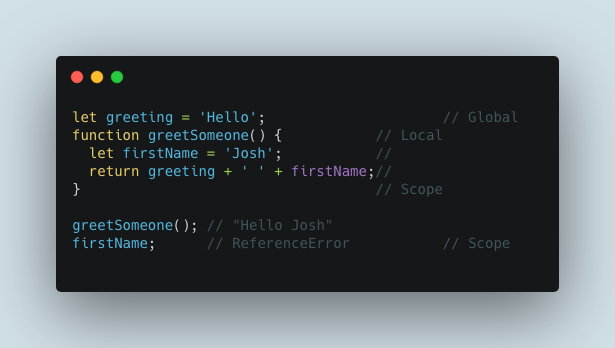 let greeting = 'Hello';                     // Global
function greetSomeone() {           // Local
  let firstName = 'Josh';           //
  return greeting + ' ' + firstName;//
}                                   // Scope
greetSomeone(); // "Hello Josh"
firstName;      // ReferenceError           // Scope